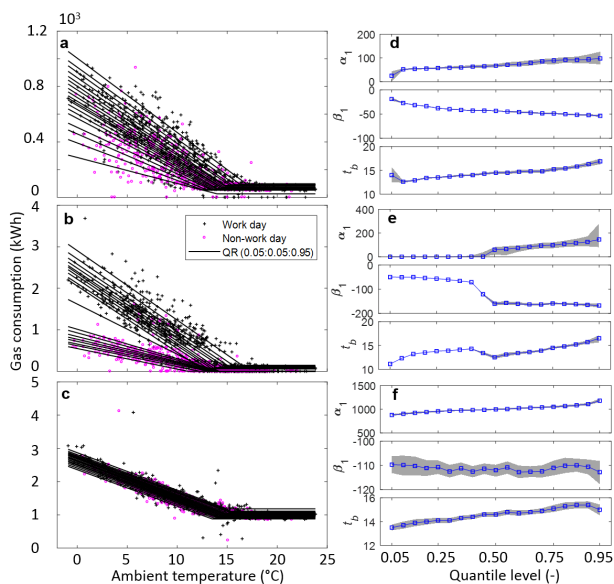 10³
a
1.2
0.8
0.4
0
b
4
3
2
1
0
Work day
Non-work day
QR (0.05:0.05:0.95)
c
5
4
3
2
1
0
0
5
10
15
20
25
Gas consumption (kWh)
Ambient temperature (°C)
d
α₁
100
0
β₁
0
-50
-100
t_b
20
15
10
e
α₁
400
200
0
β₁
0
-100
-200
t_b
20
15
10
f
α₁
1500
1000
500
β₁
-100
-110
-120
t_b
16
14
12
0.05
0.25
0.50
0.75
0.95
Quantile level (-)